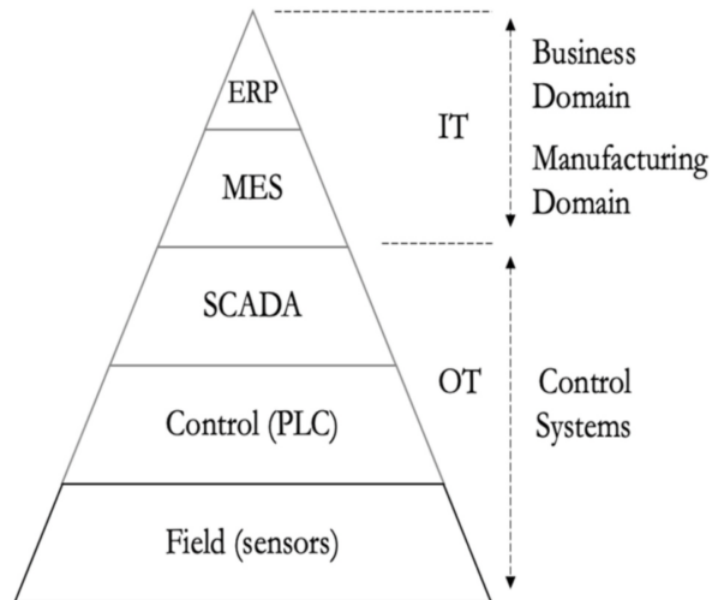 ERP
MES
SCADA
Control (PLC)
Field (sensors)
IT
OT
Business
Domain
Manufacturing
Domain
Control
Systems